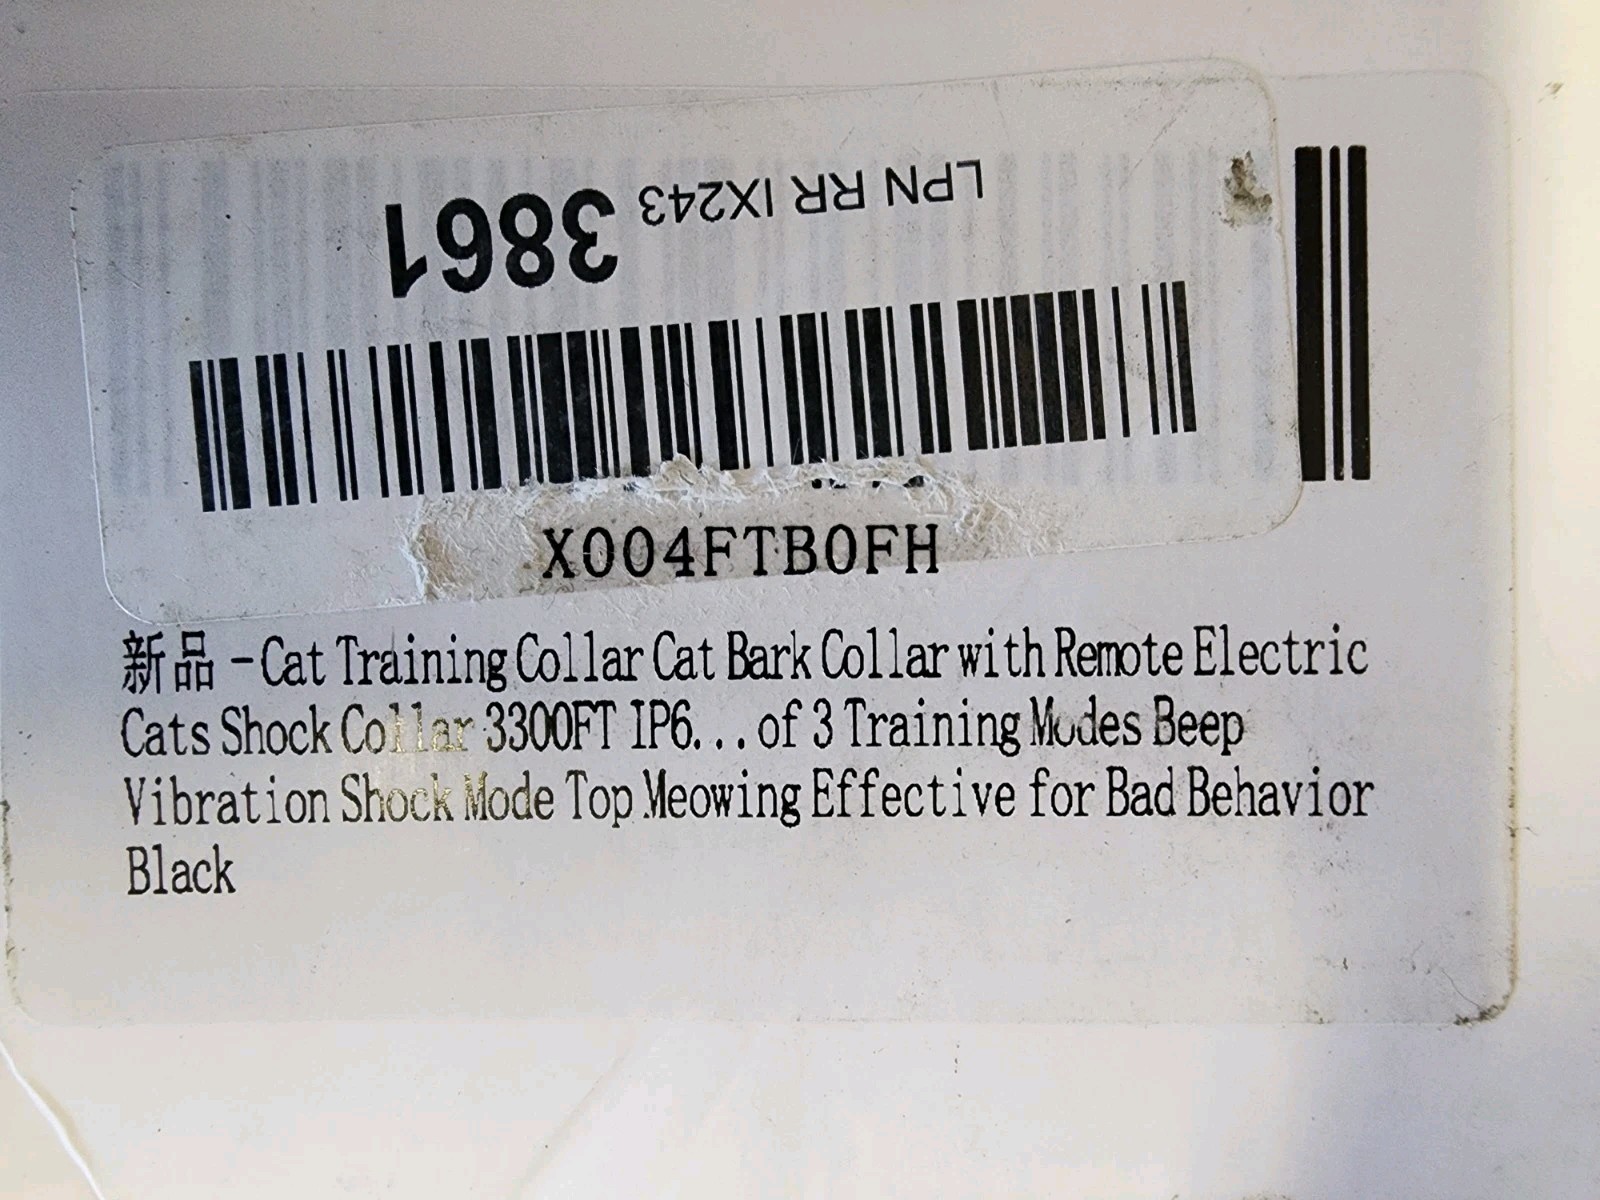 LPN RR IX243 3861
X004FTB0FH
新品 -Cat Training Collar Cat Bark Collar with Remote Electric
Cats Shock Collar 3300FT IP6...of 3 Training Modes Beep
Vibration Shock Mode Top Meowing Effective for Bad Behavior
Black